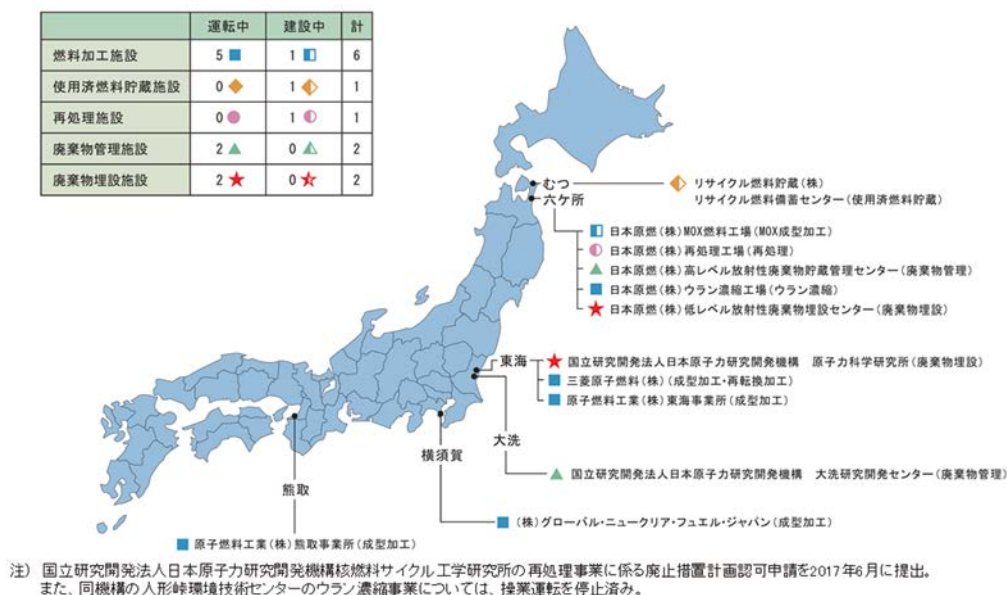 運転中 建設中 計
燃料加工施設 5 1 6
使用済燃料貯蔵施設 0 1 1
再処理施設 0 1 1
廃棄物管理施設 2 0 2
廃棄物埋設施設 2 0 2
むつ
リサイクル燃料貯蔵(株)
リサイクル燃料備蓄センター(使用済燃料貯蔵)
六ケ所
日本原燃(株)MOX燃料工場(MOX成型加工)
日本原燃(株)再処理工場(再処理)
日本原燃(株)高レベル放射性廃棄物貯蔵管理センター(廃棄物管理)
日本原燃(株)ウラン濃縮工場(ウラン濃縮)
日本原燃(株)低レベル放射性廃棄物埋設センター(廃棄物埋設)
東海
国立研究開発法人日本原子力研究開発機構 原子力科学研究所(廃棄物埋設)
三菱原子燃料(株)(成型加工・再転換加工)
原子燃料工業(株)東海事業所(成型加工)
大洗
国立研究開発法人日本原子力研究開発機構 大洗研究開発センター(廃棄物管理)
横須賀
(株)グローバル・ニュークリア・フュエル・ジャパン(成型加工)
熊取
原子燃料工業(株)熊取事業所(成型加工)
注) 国立研究開発法人日本原子力研究開発機構核燃料サイクル工学研究所の再処理事業に係る廃止措置計画認可申請を2017年6月に提出。
また、同機構の人形峠環境技術センターのウラン濃縮事業については、操業運転を停止済み。